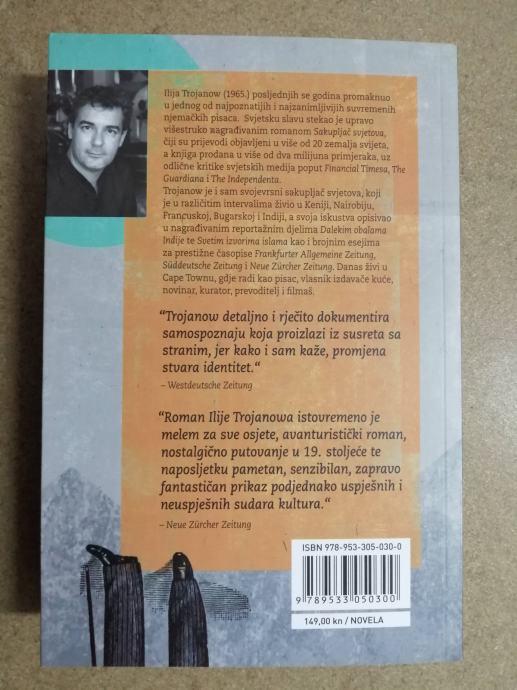 Ilija Trojanow (1965.) posljednjih se godina promaknuo
u jednog od najpoznatijih i najzanimljivijih suvremenih
njemačkih pisaca. Svjetsku slavu stekao je upravo
višestruko nagrađivanim romanom Sakupljač svjetova,
čiji su prijevodi objavljeni u više od 20 zemalja svijeta,
a knjiga prodana u više od dva milijuna primjeraka, uz
odlične kritike svjetskih medija poput Financial Timesa, The
Guardiana i The Independenta.
Trojanow je i sam svojevrsni sakupljač svjetova, koji
je u različitim intervalima živio u Keniji, Nairobiju,
Francuskoj, Bugarskoj i Indiji, a svoja iskustva opisivao
u nagrađivanim reportažnim djelima Dalekim obalama
Indije te Svetim izvorima islama kao i brojnim esejima
za prestižne časopise Frankfurter Allgemeine Zeitung,
Süddeutsche Zeitung i Neue Zürcher Zeitung. Danas živi u
Cape Townu, gdje radi kao pisac, vlasnik izdavače kuće,
novinar, kurator, prevoditelj i filmaš.
“Trojanow detaljno i rječito dokumentira
samospoznaju koja proizlazi iz susreta sa
stranim, jer kako i sam kaže, promjena
stvara identitet.“
– Westdeutsche Zeitung
“Roman Ilije Trojanowa istovremeno je
melem za sve osjete, avanturistički roman,
nostalgično putovanje u 19. stoljeće te
naposljetku pametan, senzibilan, zapravo
fantastičan prikaz podjednako uspješnih i
neuspješnih sudara kultura.“
– Neue Zürcher Zeitung
ISBN 978-953-305-030-0
9 789533 050300
149,00 kn / NOVELA